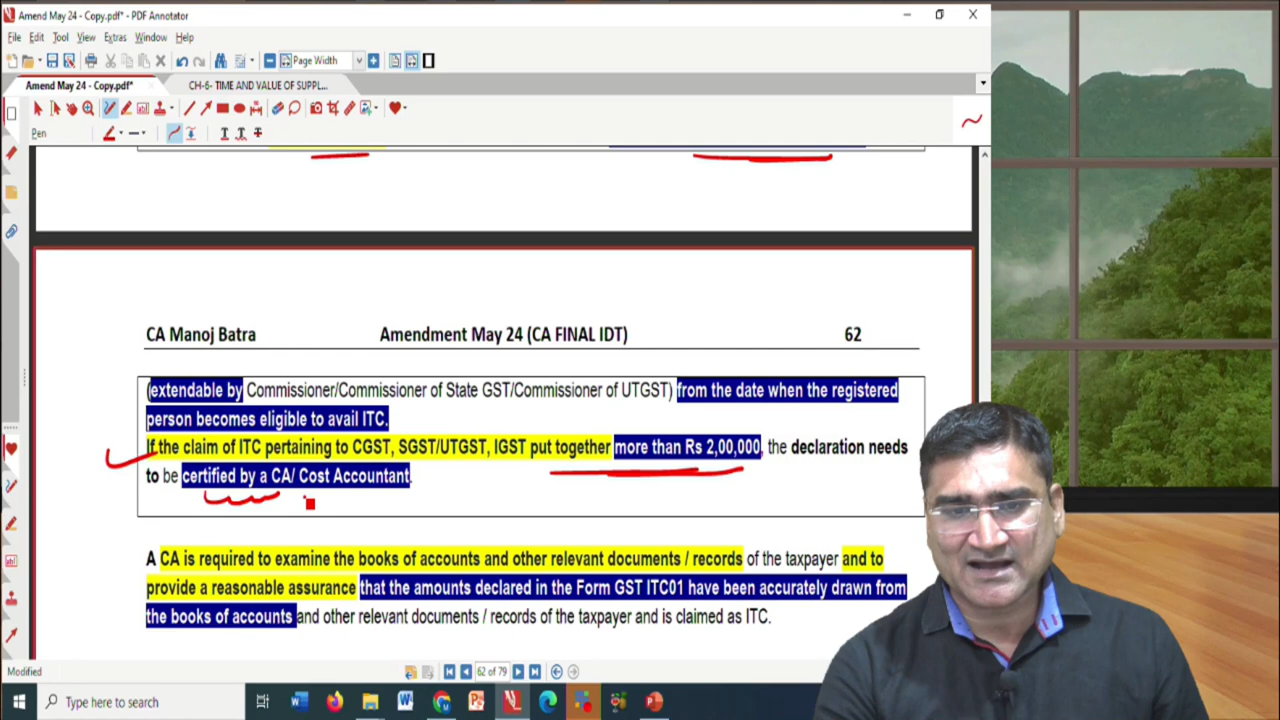 Amend May 24 - Copy.pdf* - PDF Annotator
File Edit Tool View Extras Window Help
Page Width
Amend May 24 - Copy.pdf* CH-6- TIME AND VALUE OF SUPPL...
Pen
CA Manoj Batra Amendment May 24 (CA FINAL IDT) 62
(extendable by Commissioner/Commissioner of State GST/Commissioner of UTGST) from the date when the registered
person becomes eligible to avail ITC.
If the claim of ITC pertaining to CGST, SGST/UTGST, IGST put together more than Rs 2,00,000, the declaration needs
to be certified by a CA/ Cost Accountant.
A CA is required to examine the books of accounts and other relevant documents / records of the taxpayer and to
provide a reasonable assurance that the amounts declared in the Form GST ITC01 have been accurately drawn from
the books of accounts and other relevant documents / records of the taxpayer and is claimed as ITC.
Modified 62 of 79
Type here to search